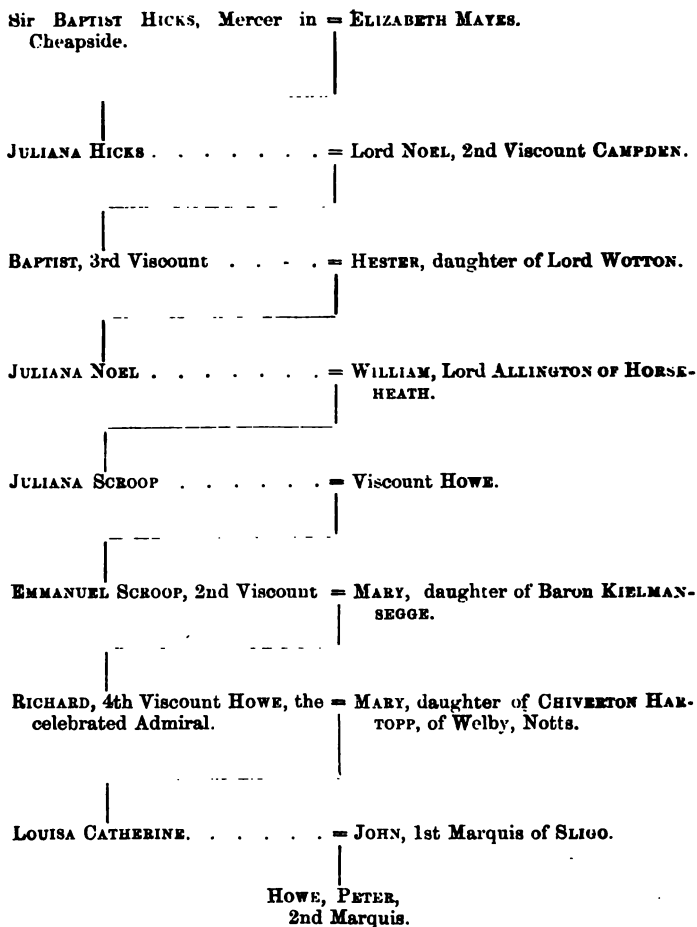 Sir BAPTIST HICKS, Mercer in = ELIZABETH MAYES.
Cheapside.
JULIANA HICKS . . . . . . . = Lord NOEL, 2nd Viscount CAMPDEN.
BAPTIST, 3rd Viscount . . . . = HESTER, daughter of Lord WOTTON.
JULIANA NOEL . . . . . . . = WILLIAM, Lord ALLINGTON OF HORSE-
HEATH.
JULIANA SCROOP . . . . . . = Viscount HOWE.
EMMANUEL SCROOP, 2nd Viscount = MARY, daughter of Baron KIELMAN-
SEGGE.
RICHARD, 4th Viscount HOWE, the = MARY, daughter of CHIVERTON HAR-
celebrated Admiral. TOPP, of Welby, Notts.
LOUISA CATHERINE. . . . . . = JOHN, 1st Marquis of SLIGO.
HOWE, PETER,
2nd Marquis.